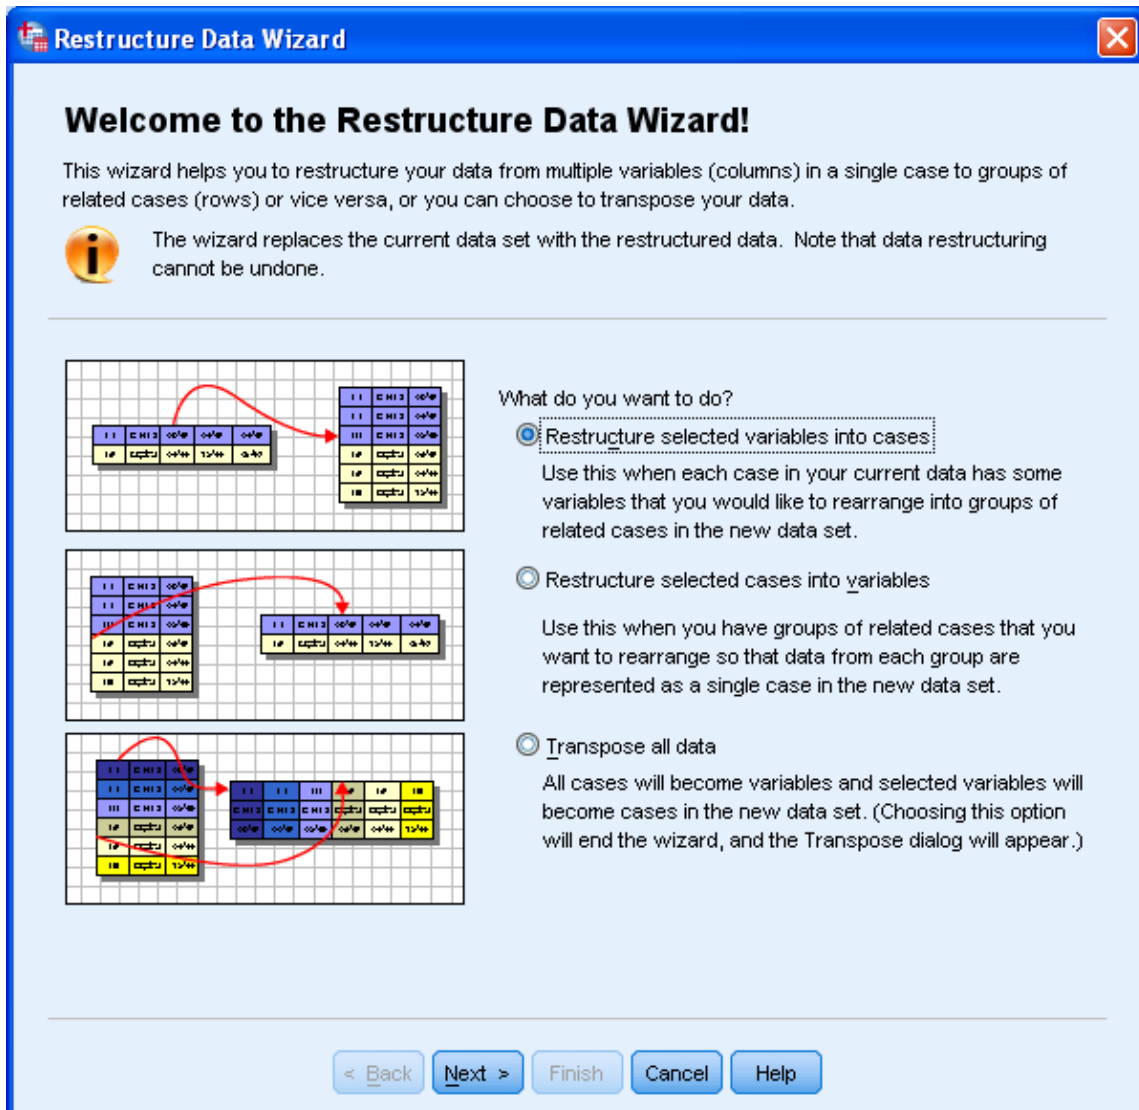 Restructure Data Wizard
Welcome to the Restructure Data Wizard!
This wizard helps you to restructure your data from multiple variables (columns) in a single case to groups of
related cases (rows) or vice versa, or you can choose to transpose your data.
The wizard replaces the current data set with the restructured data.  Note that data restructuring
cannot be undone.
What do you want to do?
Restructure selected variables into cases
Use this when each case in your current data has some
variables that you would like to rearrange into groups of
related cases in the new data set.
Restructure selected cases into variables
Use this when you have groups of related cases that you
want to rearrange so that data from each group are
represented as a single case in the new data set.
Transpose all data
All cases will become variables and selected variables will
become cases in the new data set. (Choosing this option
will end the wizard, and the Transpose dialog will appear.)
< Back Next > Finish Cancel Help